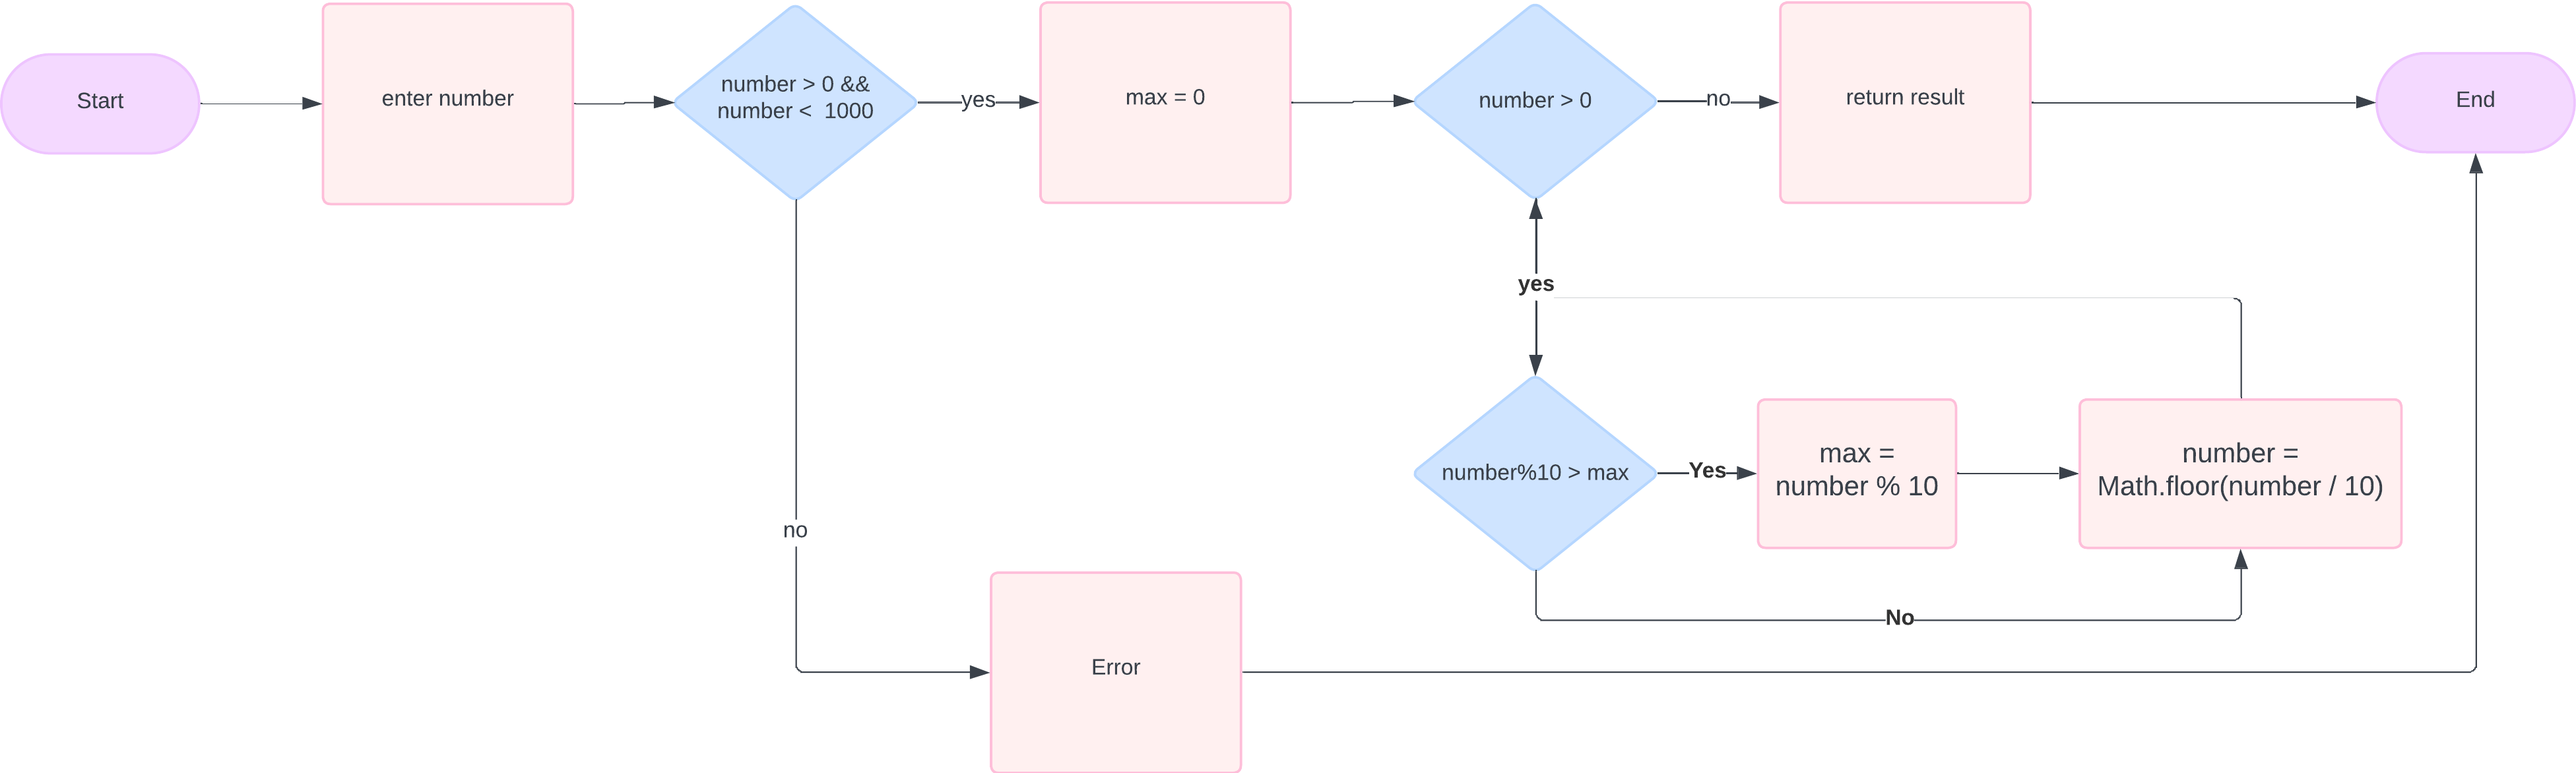 Start
enter number
number > 0 &&
number <  1000
yes
max = 0
number > 0
no
return result
End
yes
number%10 > max
Yes
max =
number % 10
number =
Math.floor(number / 10)
no
No
Error